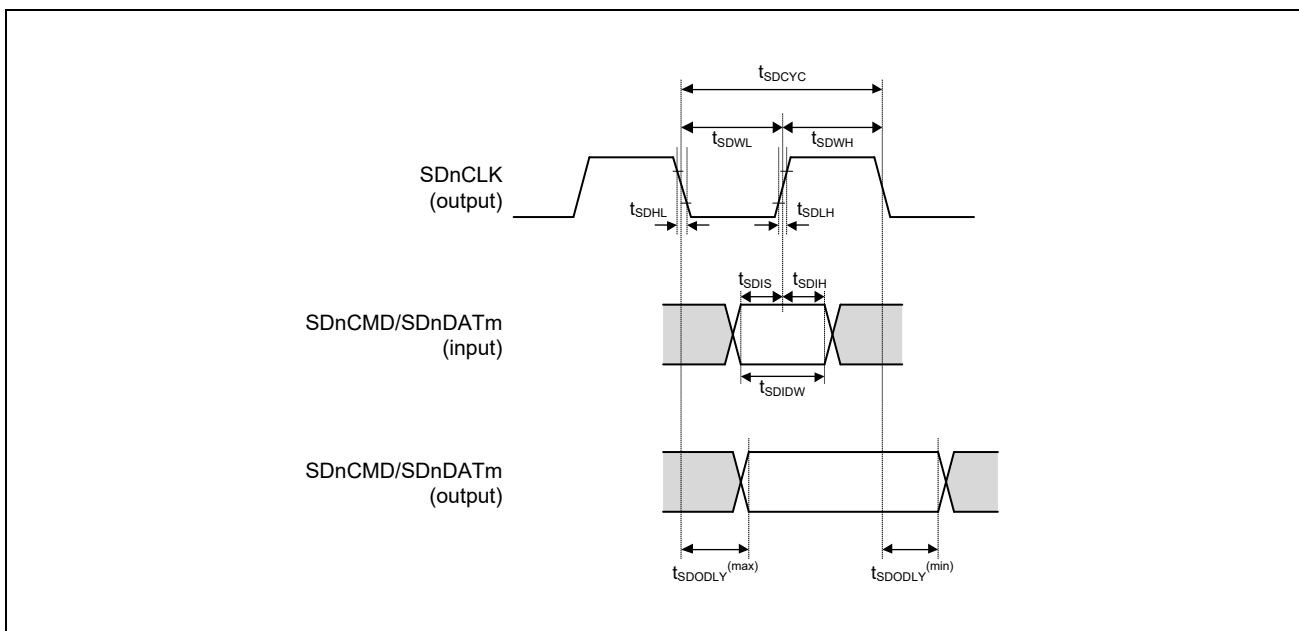 tSDCYC
tSDWL
tSDWH
SDnCLK
(output)
tSDHL
tSDLH
tSDIS
tSDIH
SDnCMD/SDnDATm
(input)
tSDIDW
SDnCMD/SDnDATm
(output)
tSDODLY(max)
tSDODLY(min)